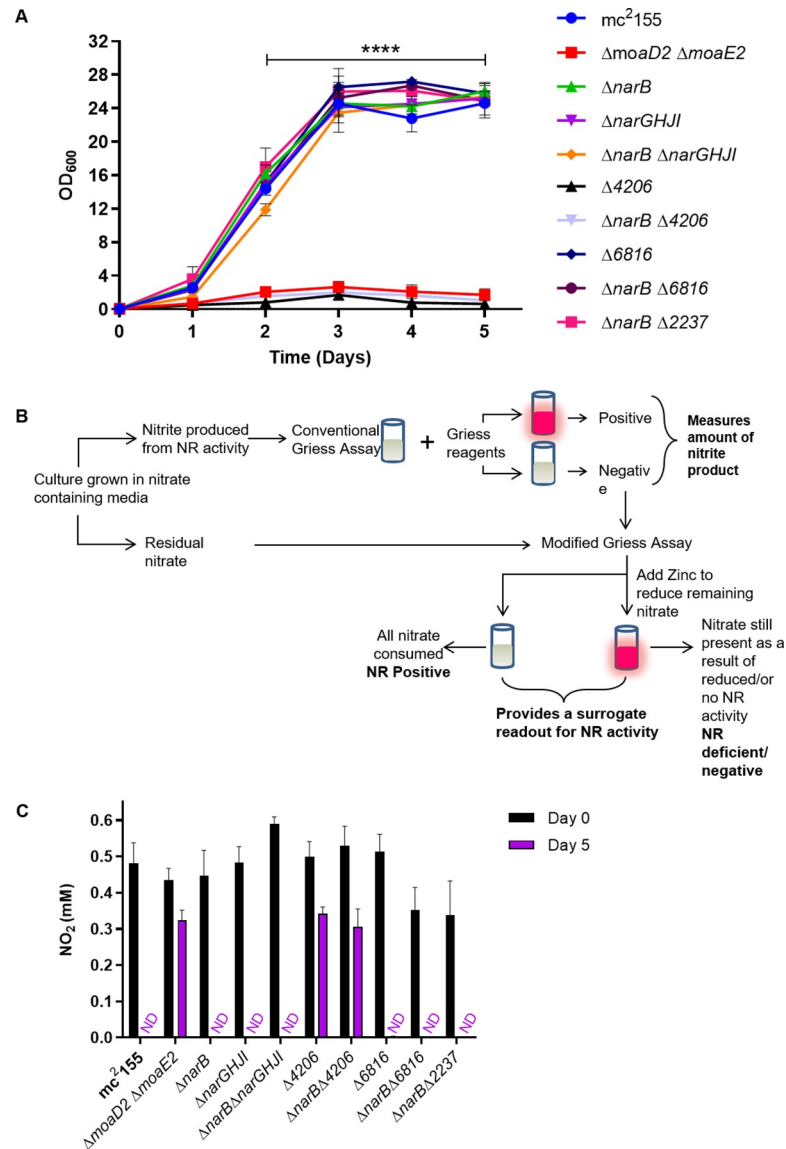 A
32
28
24
20
16
12
8
4
0
OD600
****
0 1 2 3 4 5
Time (Days)
mc2155
ΔmoaD2 ΔmoaE2
ΔnarB
ΔnarGHJI
ΔnarB ΔnarGHJI
Δ4206
ΔnarB Δ4206
Δ6816
ΔnarB Δ6816
ΔnarB Δ2237
B
Culture grown in nitrate
containing media
Nitrite produced
from NR activity
Conventional
Griess Assay
+
Griess
reagents
Positive
Negativ
e
Measures
amount of
nitrite
product
Residual
nitrate
Modified Griess Assay
Add Zinc to
reduce remaining
nitrate
All nitrate
consumed
NR Positive
Nitrate still
present as a
result of
reduced/or
no NR
activity
NR
deficient/
negative
Provides a surrogate
readout for NR activity
C
0.6
0.5
0.4
0.3
0.2
0.1
0.0
NO2 (mM)
Day 0
Day 5
ND ND ND ND ND ND ND
mc2155
ΔmoaD2 ΔmoaE2
ΔnarB
ΔnarGHJI
ΔnarBΔnarGHJI
Δ4206
ΔnarBΔ4206
Δ6816
ΔnarBΔ6816
ΔnarBΔ2237